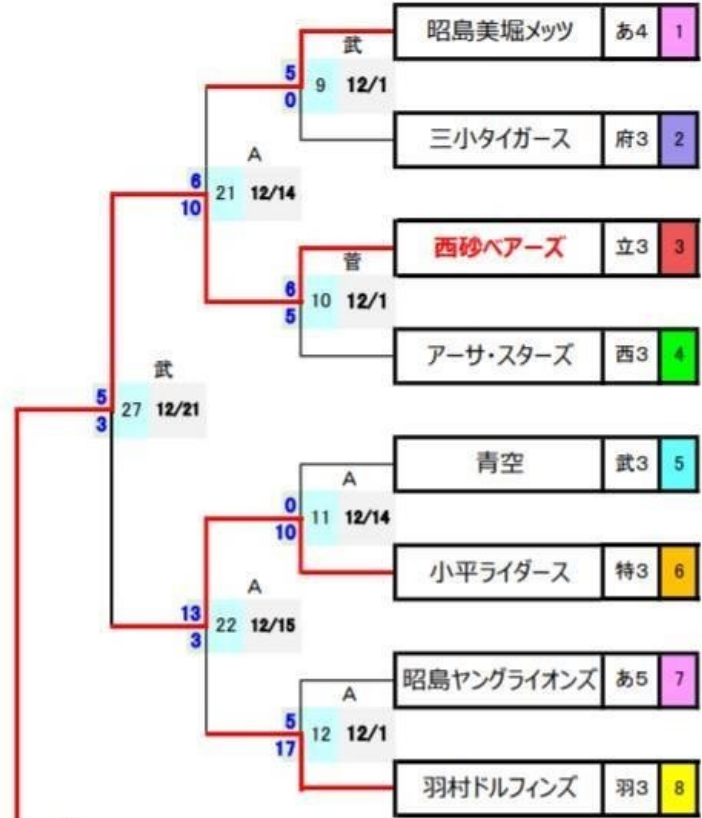 昭島美堀メッツ あ4 1
武
5
9 12/1
0
三小タイガース 府3 2
A
6
21 12/14
10
西砂ベアーズ 立3 3
菅
6
10 12/1
5
アーサ・スターズ 西3 4
武
5
27 12/21
3
青空 武3 5
A
0
11 12/14
10
小平ライダース 特3 6
A
13
22 12/15
3
昭島ヤングライオンズ あ5 7
A
5
12 12/1
17
羽村ドルフィンズ 羽3 8